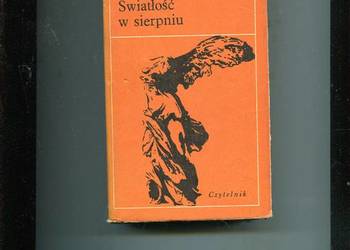 Światłość
w sierpniu
Czytelnik